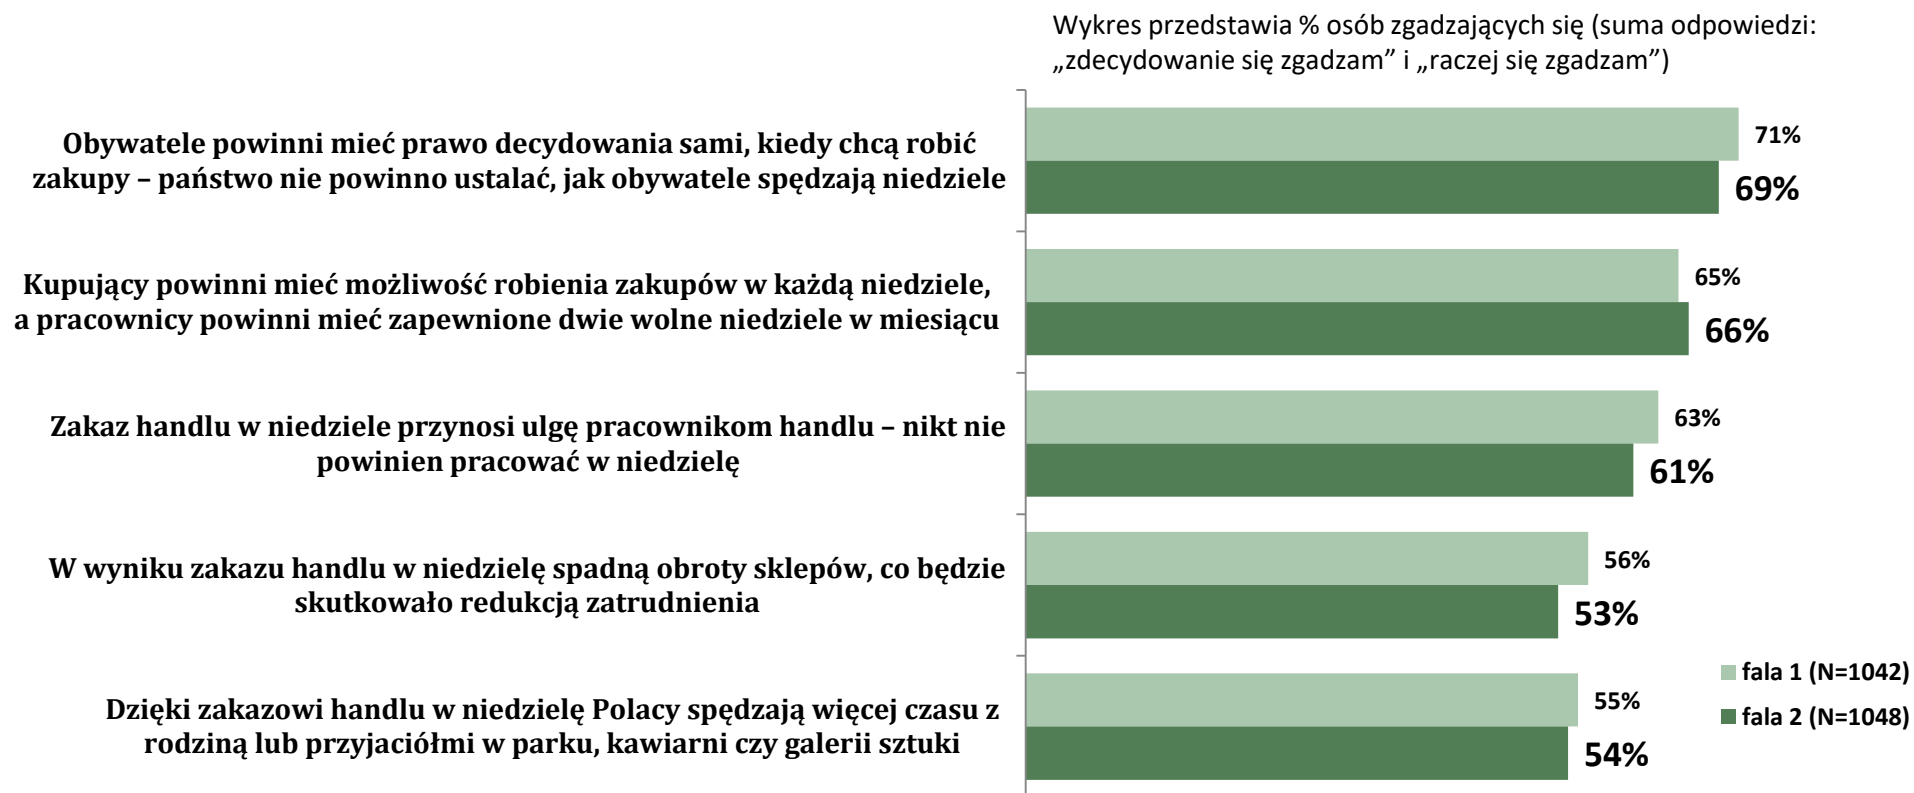 Wykres przedstawia % osób zgadzających się (suma odpowiedzi:
„zdecydowanie się zgadzam” i „raczej się zgadzam”)
Obywatele powinni mieć prawo decydowania sami, kiedy chcą robić
zakupy – państwo nie powinno ustalać, jak obywatele spędzają niedziele
71%
69%
Kupujący powinni mieć możliwość robienia zakupów w każdą niedziele,
a pracownicy powinni mieć zapewnione dwie wolne niedziele w miesiącu
65%
66%
Zakaz handlu w niedziele przynosi ulgę pracownikom handlu – nikt nie
powinien pracować w niedzielę
63%
61%
W wyniku zakazu handlu w niedzielę spadną obroty sklepów, co będzie
skutkowało redukcją zatrudnienia
56%
53%
Dzięki zakazowi handlu w niedzielę Polacy spędzają więcej czasu z
rodziną lub przyjaciółmi w parku, kawiarni czy galerii sztuki
55%
54%
fala 1 (N=1042)
fala 2 (N=1048)